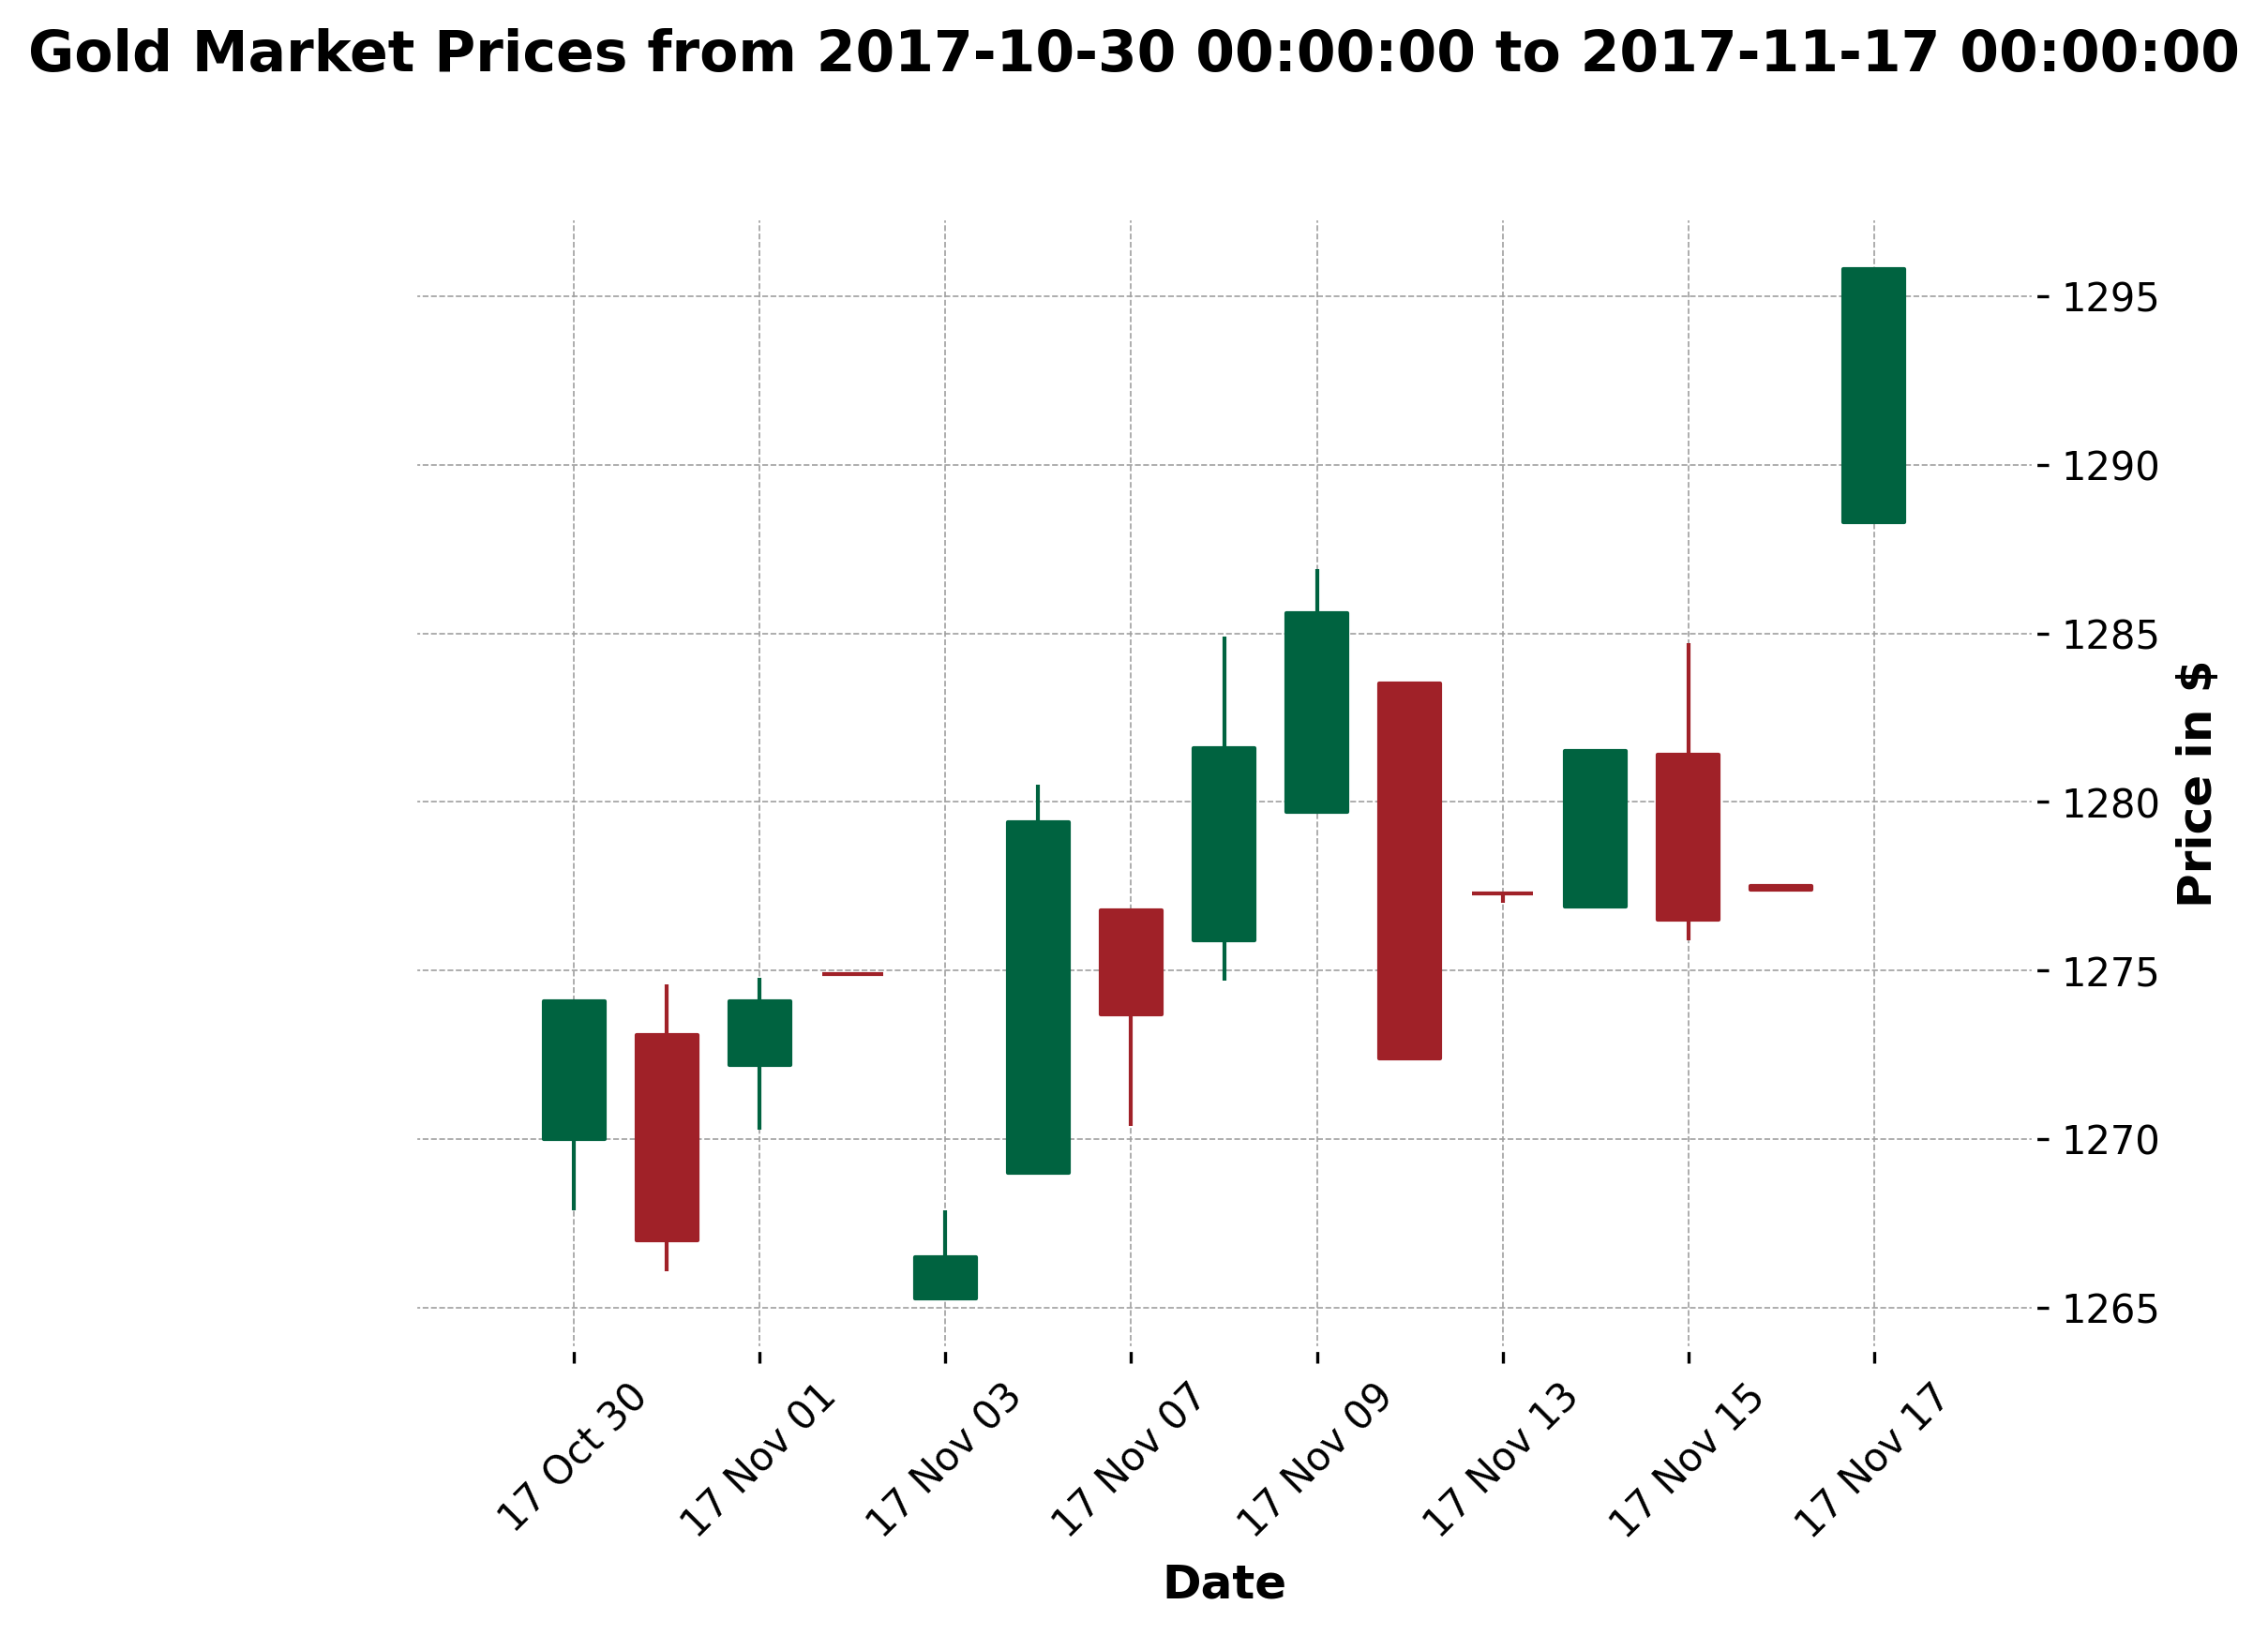 Gold Market Prices from 2017-10-30 00:00:00 to 2017-11-17 00:00:00
1295
1290
1285
1280
1275
1270
1265
Price in $
17 Oct 30
17 Nov 01
17 Nov 03
17 Nov 07
17 Nov 09
17 Nov 13
17 Nov 15
17 Nov 17
Date